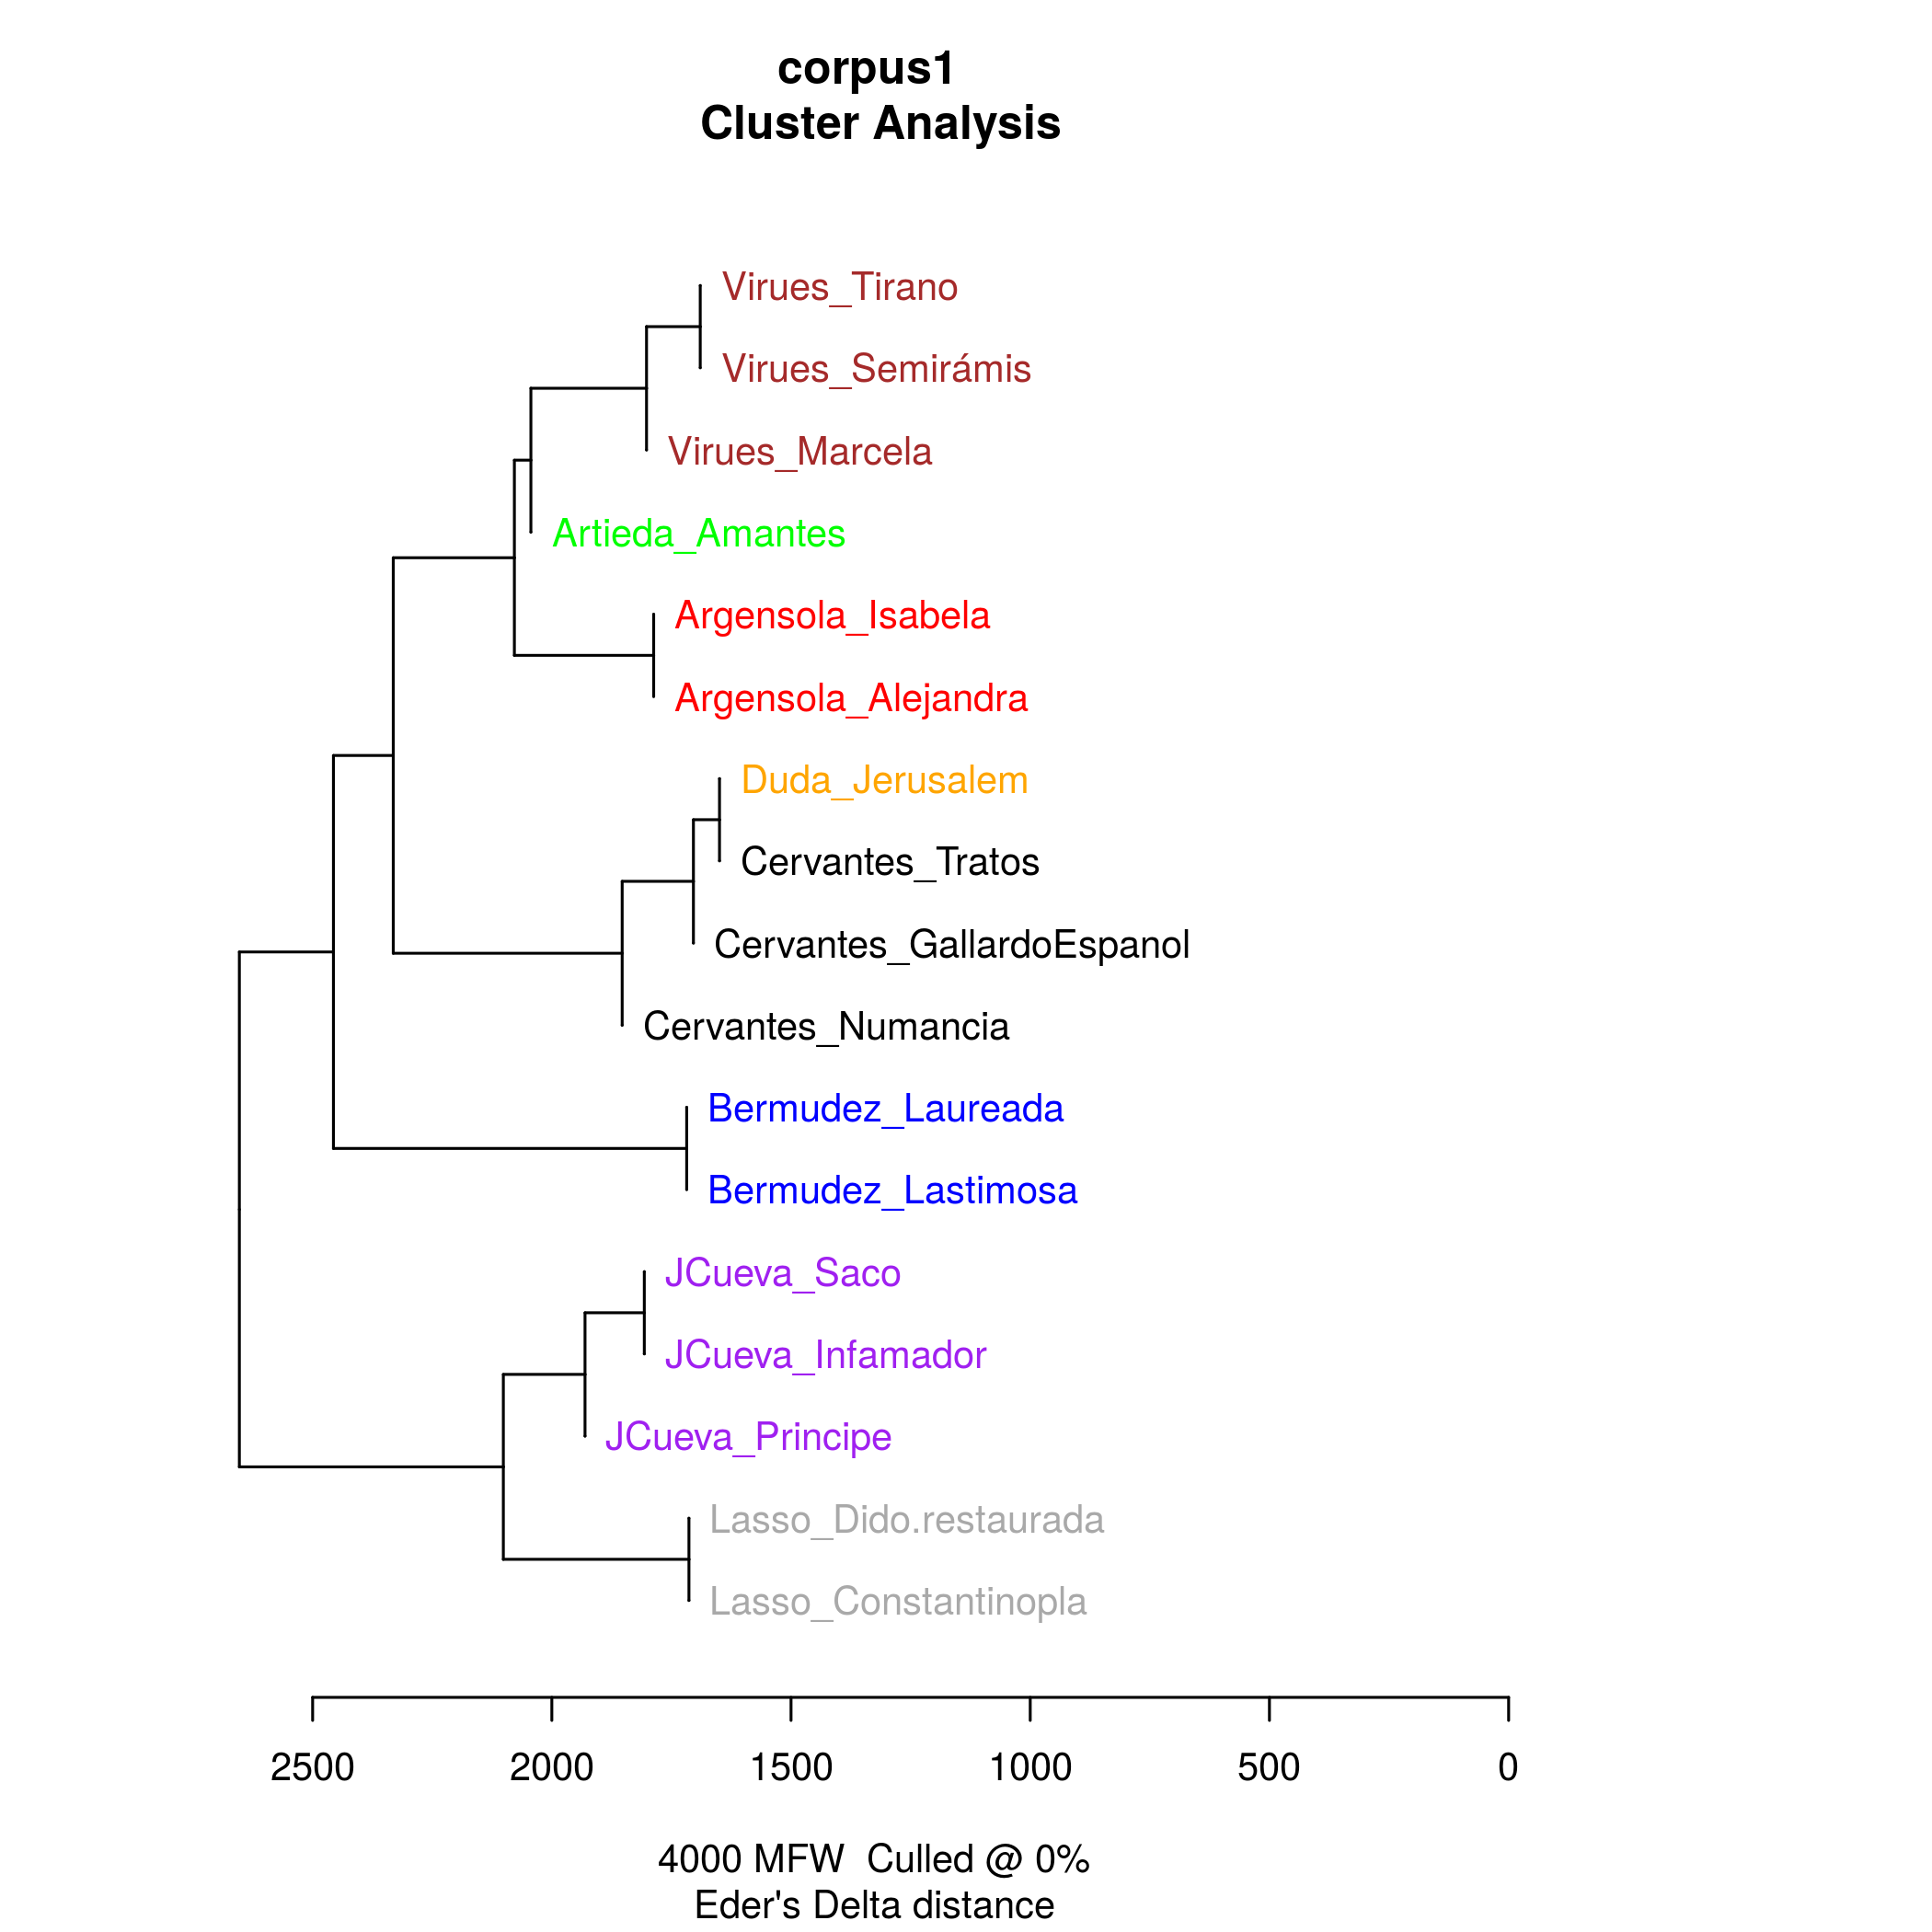 corpus1
Cluster Analysis
Virues_Tirano
Virues_Semirámis
Virues_Marcela
Artieda_Amantes
Argensola_Isabela
Argensola_Alejandra
Duda_Jerusalem
Cervantes_Tratos
Cervantes_GallardoEspanol
Cervantes_Numancia
Bermudez_Laureada
Bermudez_Lastimosa
JCueva_Saco
JCueva_Infamador
JCueva_Principe
Lasso_Dido.restaurada
Lasso_Constantinopla
2500 2000 1500 1000 500 0
4000 MFW  Culled @ 0%
Eder's Delta distance